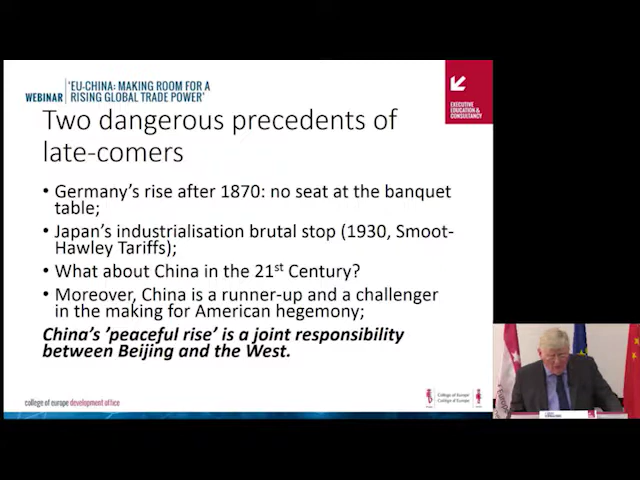 WEBINAR
'EU-CHINA: MAKING ROOM FOR A
RISING GLOBAL TRADE POWER'
EXECUTIVE
EDUCATION &
CONSULTANCY
Two dangerous precedents of
late-comers
• Germany's rise after 1870: no seat at the banquet
table;
• Japan's industrialisation brutal stop (1930, Smoot-
Hawley Tariffs);
• What about China in the 21st Century?
• Moreover, China is a runner-up and a challenger
in the making for American hegemony;
China's 'peaceful rise' is a joint responsibility
between Beijing and the West.
college of europe development office
College of Europe
Collège d'Europe